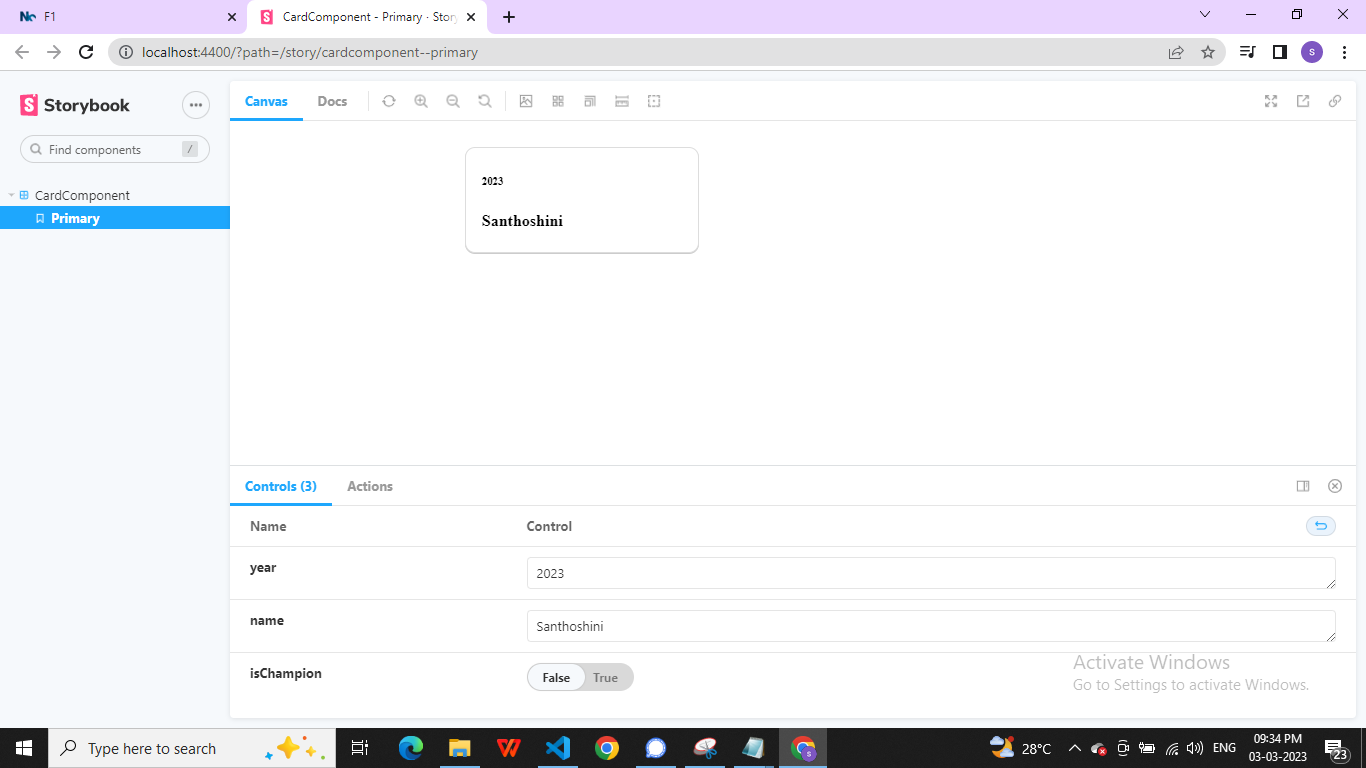 F1
CardComponent - Primary · Story
localhost:4400/?path=/story/cardcomponent--primary
S
Storybook
Canvas
Docs
Find components
/
CardComponent
Primary
2023
Santhoshini
Controls (3)
Actions
Name
Control
year
2023
name
Santhoshini
isChampion
False
True
Activate Windows
Go to Settings to activate Windows.
Type here to search
28°C
ENG
09:34 PM
03-03-2023
23